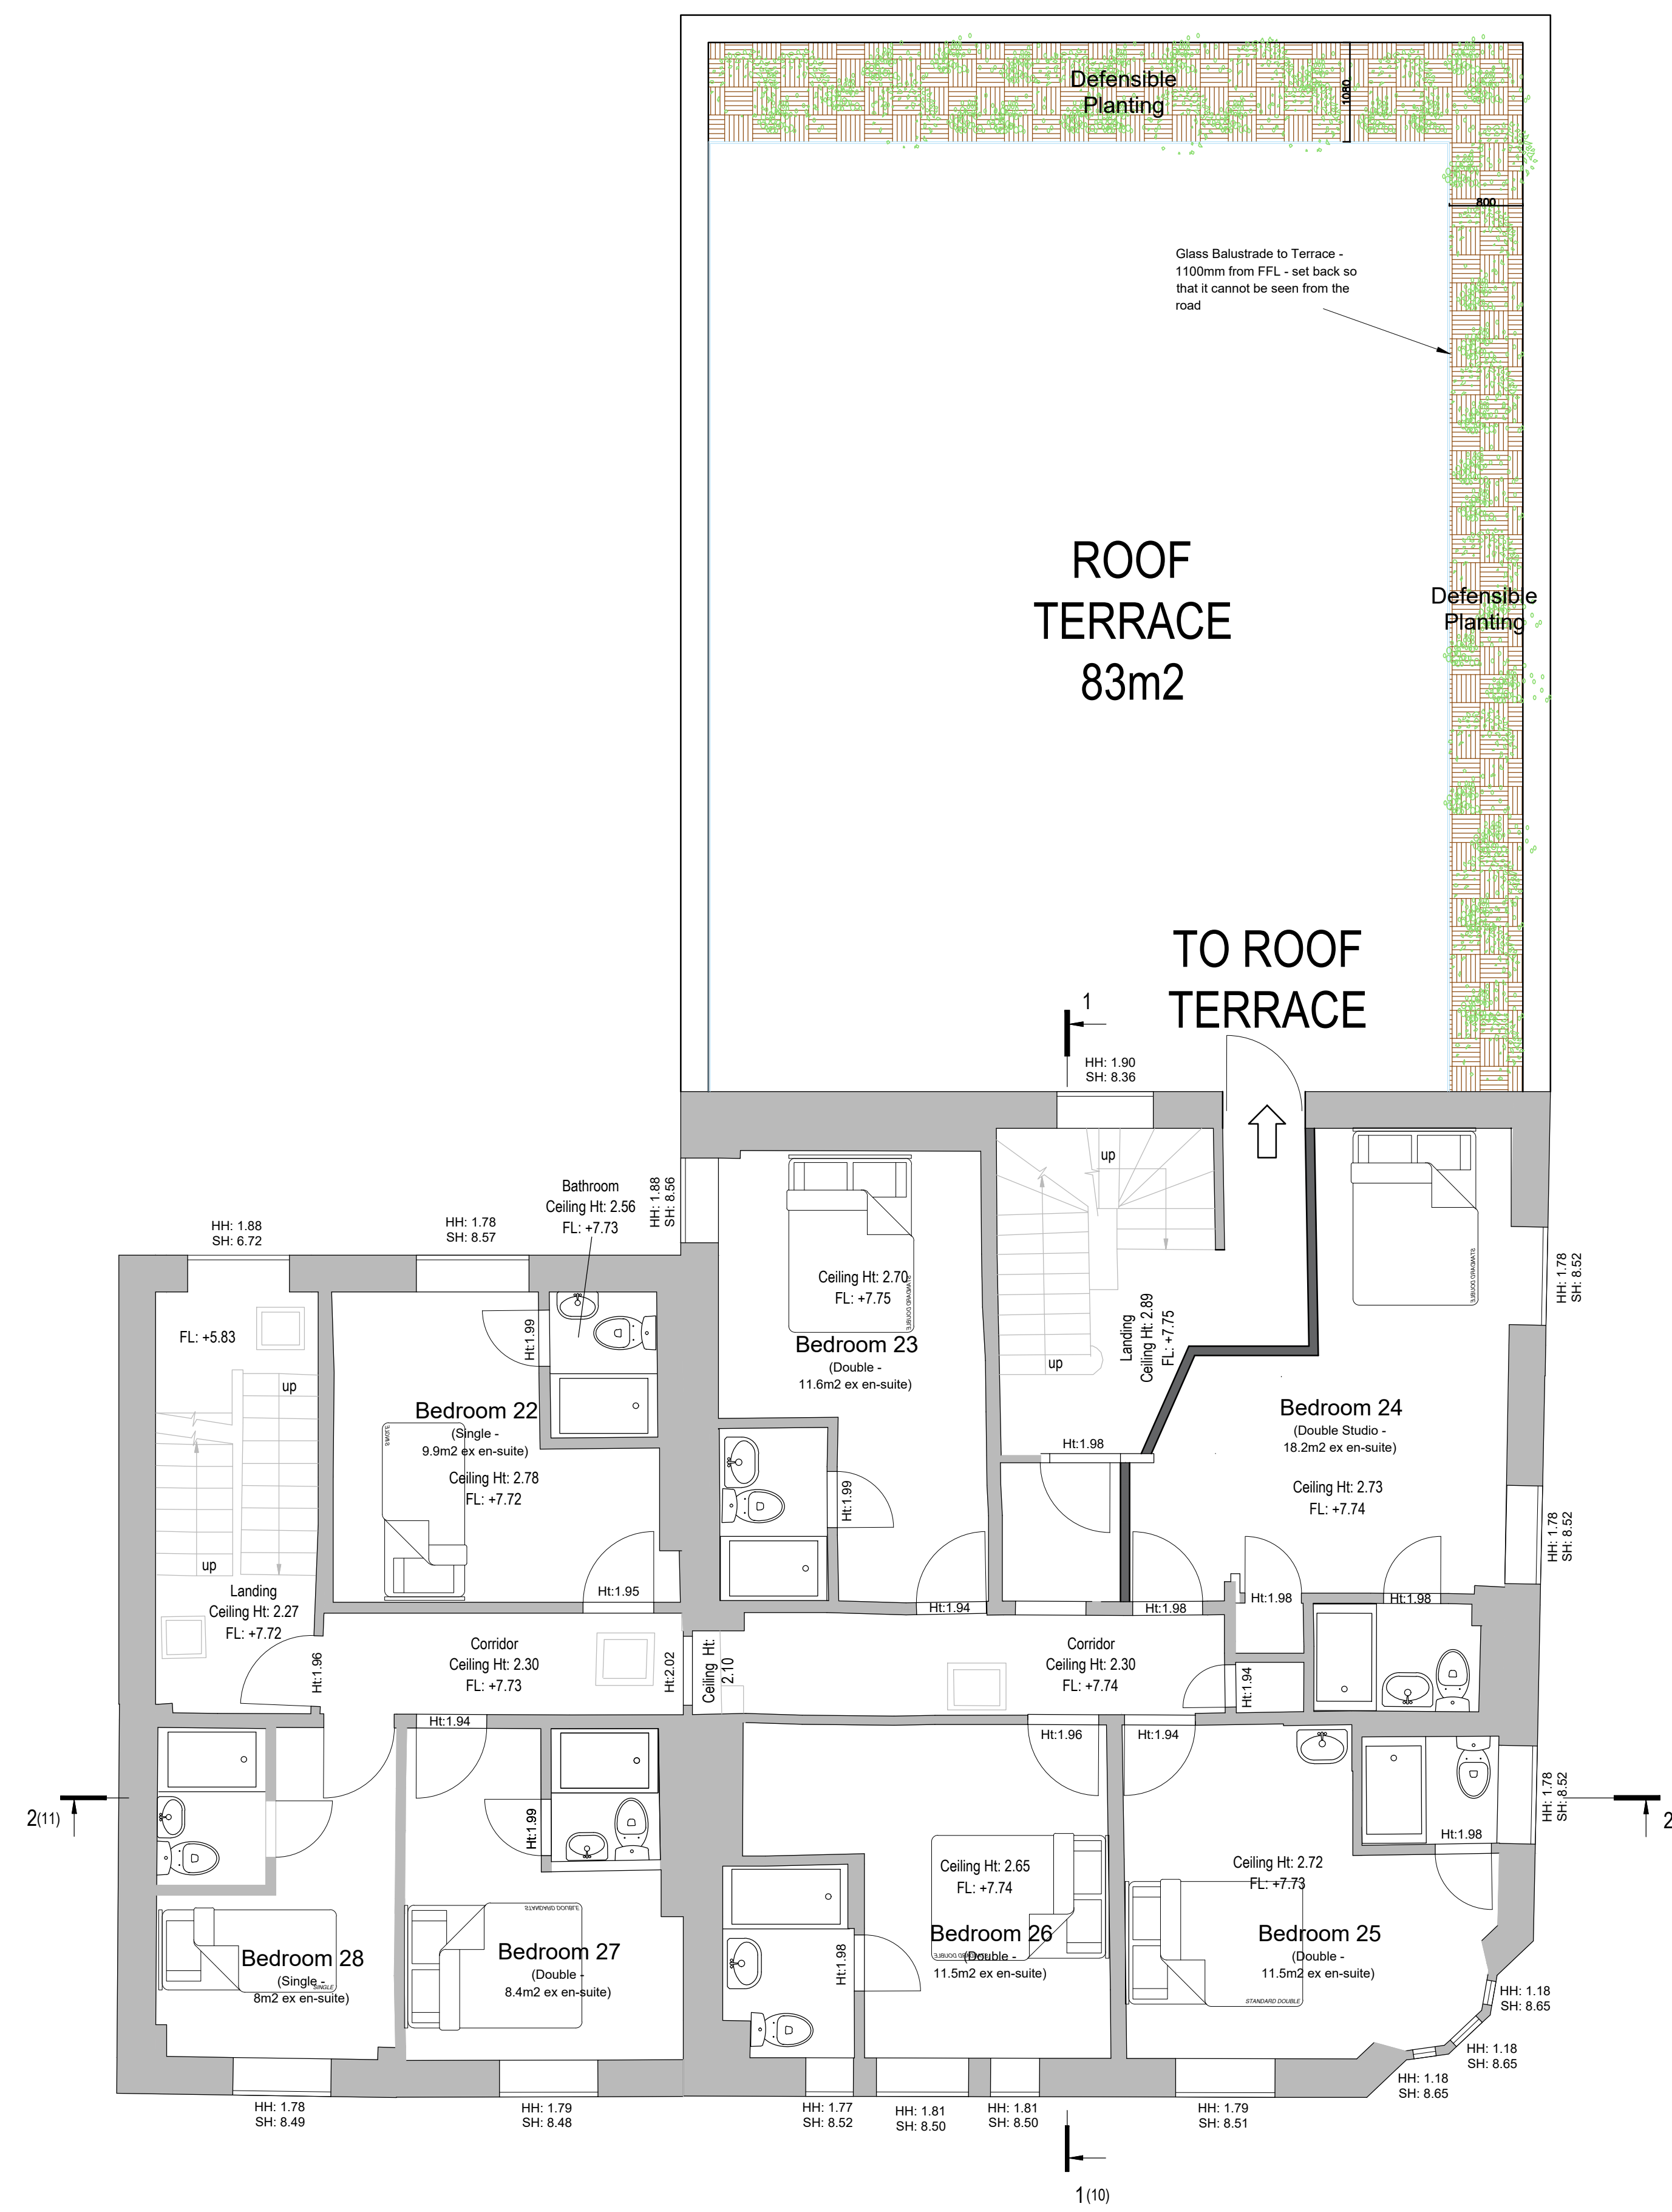 Defensible
Planting
1080
800
Glass Balustrade to Terrace -
1100mm from FFL - set back so
that it cannot be seen from the
road
ROOF
TERRACE
83m2
Defensible
Planting
TO ROOF
TERRACE
1
HH: 1.90
SH: 8.36
Bathroom
Ceiling Ht: 2.56
FL: +7.73
HH: 1.88
SH: 8.56
HH: 1.88
SH: 6.72
HH: 1.78
SH: 8.57
up
STANDARD DOUBLE
STANDARD DOUBLE
Ceiling Ht: 2.70
FL: +7.75
Bedroom 23
(Double -
11.6m2 ex en-suite)
HH: 1.78
SH: 8.52
FL: +5.83
Ht:1.99
Landing
Ceiling Ht: 2.89
FL: +7.75
up
up
Bedroom 22
(Single -
9.9m2 ex en-suite)
SINGLE
Ceiling Ht: 2.78
FL: +7.72
Bedroom 24
(Double Studio -
18.2m2 ex en-suite)
Ht:1.98
Ceiling Ht: 2.73
FL: +7.74
Ht:1.99
HH: 1.78
SH: 8.52
up
Landing
Ceiling Ht: 2.27
FL: +7.72
Ht:1.95
Ht:1.94
Ht:1.98
Ht:1.98
Ht:1.98
Ht:1.96
Corridor
Ceiling Ht: 2.30
FL: +7.73
Ht:2.02
Ceiling Ht:
2.10
Corridor
Ceiling Ht: 2.30
FL: +7.74
Ht:1.94
Ht:1.94
Ht:1.96
Ht:1.94
2(11)
Ht:1.99
HH: 1.78
SH: 8.52
2
Ht:1.98
Ceiling Ht: 2.65
FL: +7.74
Ceiling Ht: 2.72
FL: +7.73
STANDARD DOUBLE
Bedroom 28
(Single -
8m2 ex en-suite)
SINGLE
Bedroom 27
(Double -
8.4m2 ex en-suite)
Ht:1.98
Bedroom 26
(Double -
11.5m2 ex en-suite)
STANDARD DOUBLE
Bedroom 25
(Double -
11.5m2 ex en-suite)
STANDARD DOUBLE
HH: 1.18
SH: 8.65
HH: 1.18
SH: 8.65
HH: 1.18
SH: 8.65
HH: 1.78
SH: 8.49
HH: 1.79
SH: 8.48
HH: 1.77
SH: 8.52
HH: 1.81
SH: 8.50
HH: 1.81
SH: 8.50
HH: 1.79
SH: 8.51
1(10)